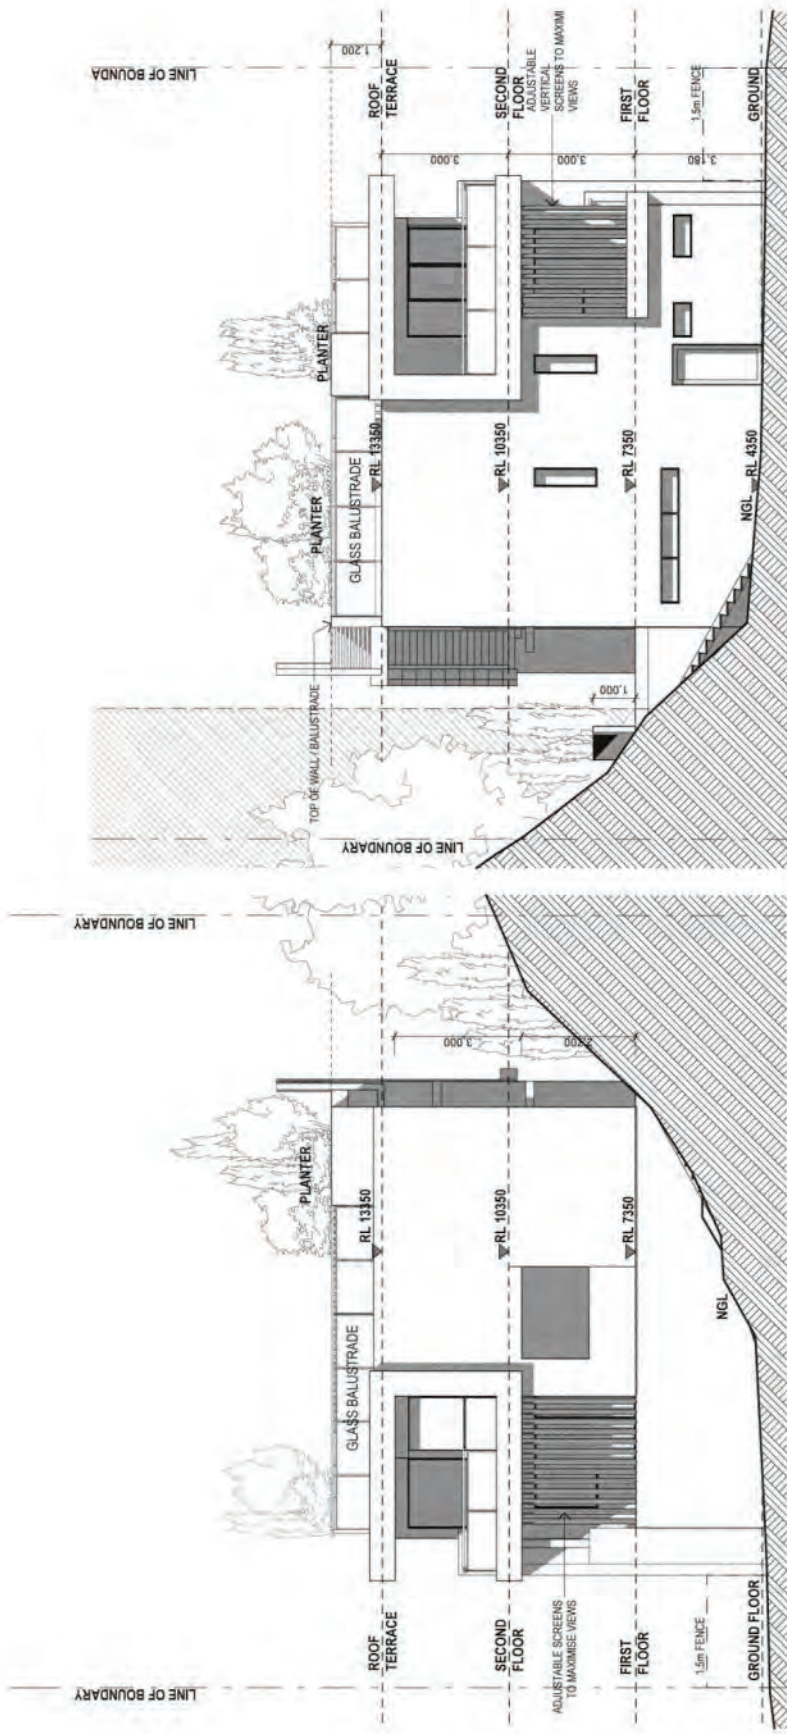 LINE OF BOUNDA
1,200
ROOF
TERRACE
SECOND
FLOOR
ADJUSTABLE
VERTICAL
SCREENS TO MAXIMI
VIEWS
FIRST
FLOOR
1.5m FENCE
GROUND
3,000
3,000
3,180
PLANTER
PLANTER
GLASS BALUSTRADE
RL 13350
RL 10350
RL 7350
RL 4350
NGL
TOP OF WALL / BALUSTRADE
1,000
LINE OF BOUNDARY
LINE OF BOUNDARY
3,000
2,700
PLANTER
RL 13350
RL 10350
RL 7350
NGL
GLASS BALUSTRADE
ROOF
TERRACE
SECOND
FLOOR
ADJUSTABLE SCREENS
TO MAXIMISE VIEWS
FIRST
FLOOR
1.5m FENCE
GROUND FLOOR
LINE OF BOUNDARY